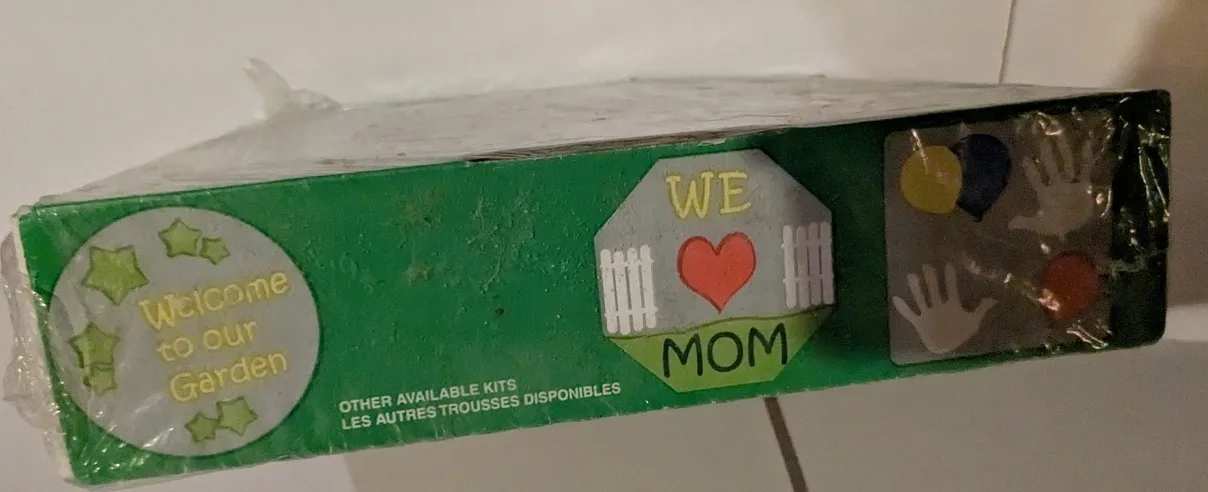 Welcome
to our
Garden
OTHER AVAILABLE KITS
LES AUTRES TROUSSES DISPONIBLES
WE
MOM